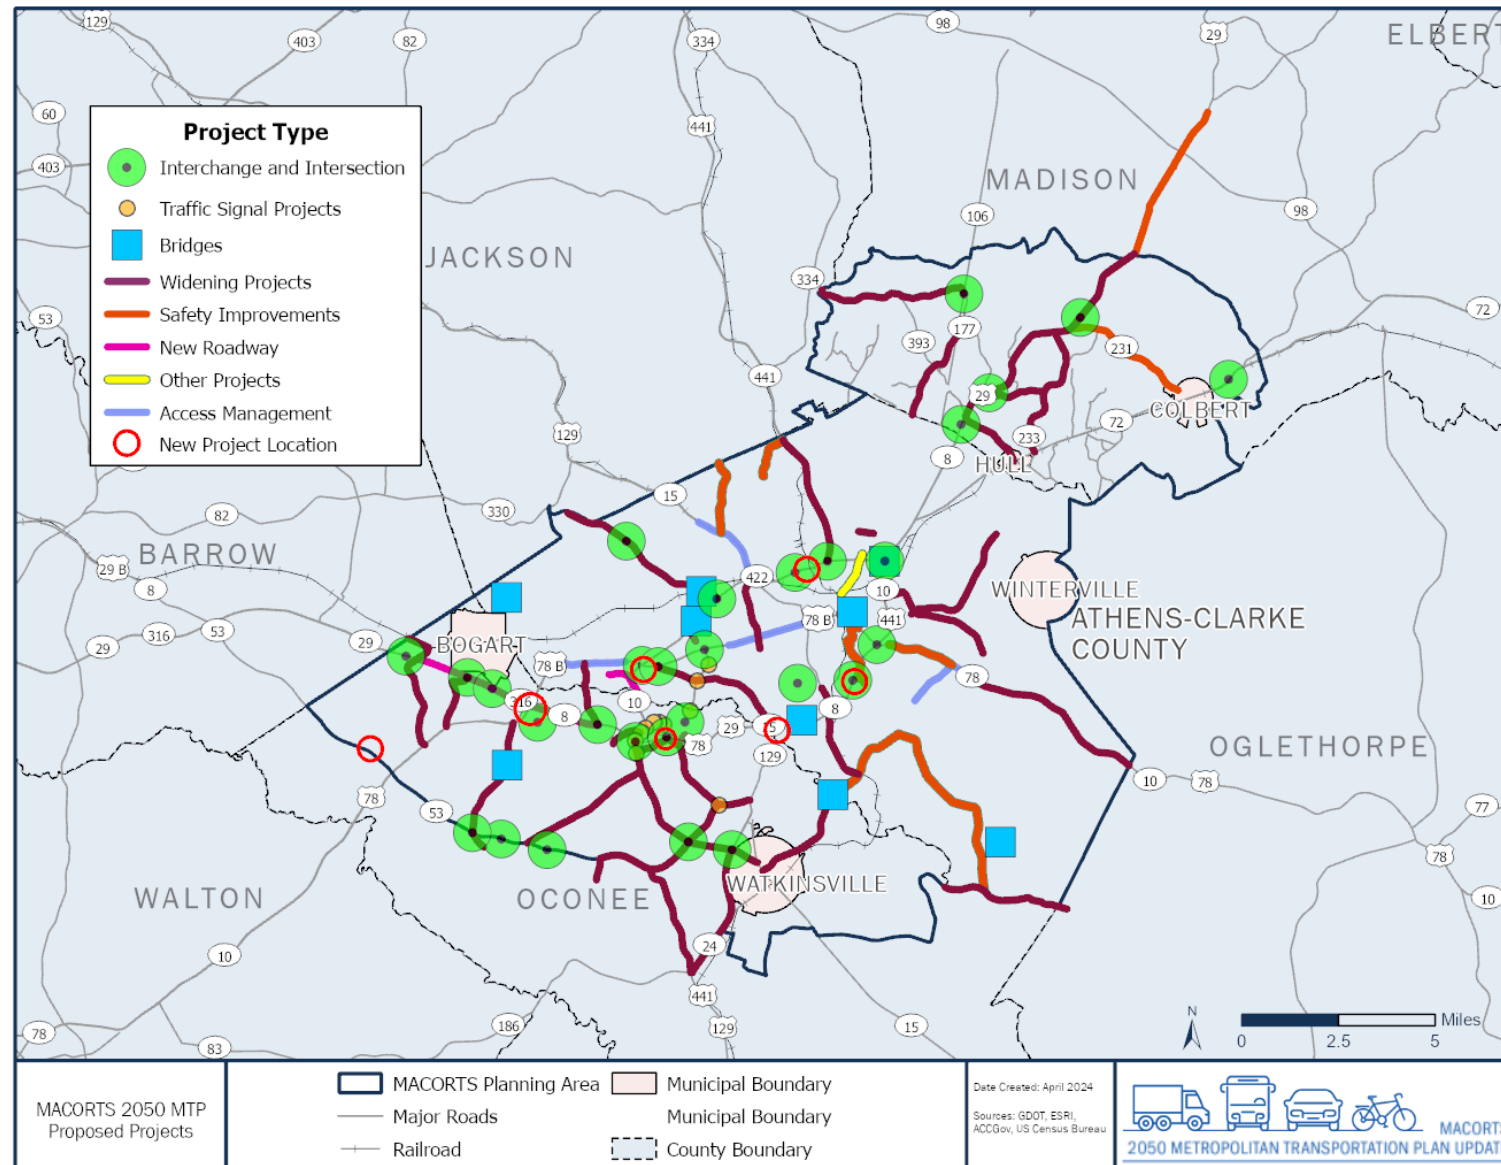 129
403
82
334
98
29
ELBERT
60
403
441
Project Type
Interchange and Intersection
Traffic Signal Projects
Bridges
Widening Projects
Safety Improvements
New Roadway
Other Projects
Access Management
New Project Location
MADISON
106
98
JACKSON
334
53
72
177
393
231
441
29
COLBERT
72
129
233
8
HULL
15
330
82
BARROW
29 B
8
422
10
WINTERVILLE
ATHENS-CLARKE
COUNTY
78 B
441
316
53
29
29
BOGART
78 B
78
316
8
10
8
15
29
78
129
OGLETHORPE
10
78
78
53
77
78
WALTON
OCONEE
WATKINSVILLE
10
10
24
441
129
186
15
78
83
N
Miles
0
2.5
5
MACORTS 2050 MTP
Proposed Projects
MACORTS Planning Area
Major Roads
Railroad
Municipal Boundary
Municipal Boundary
County Boundary
Date Created: April 2024
Sources: GDOT, ESRI,
ACCGov, US Census Bureau
MACORTS
2050 METROPOLITAN TRANSPORTATION PLAN UPDAT